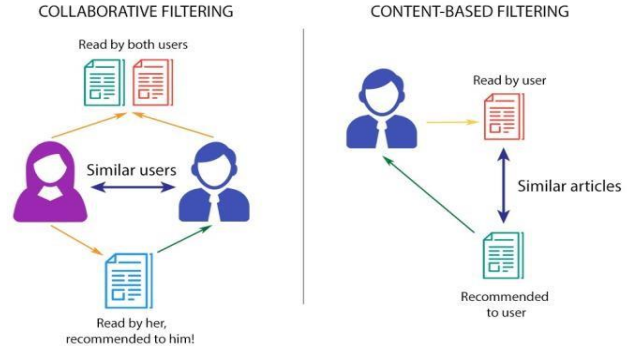 COLLABORATIVE FILTERING
Read by both users
Similar users
Read by her,
recommended to him!
CONTENT-BASED FILTERING
Read by user
Similar articles
Recommended
to user